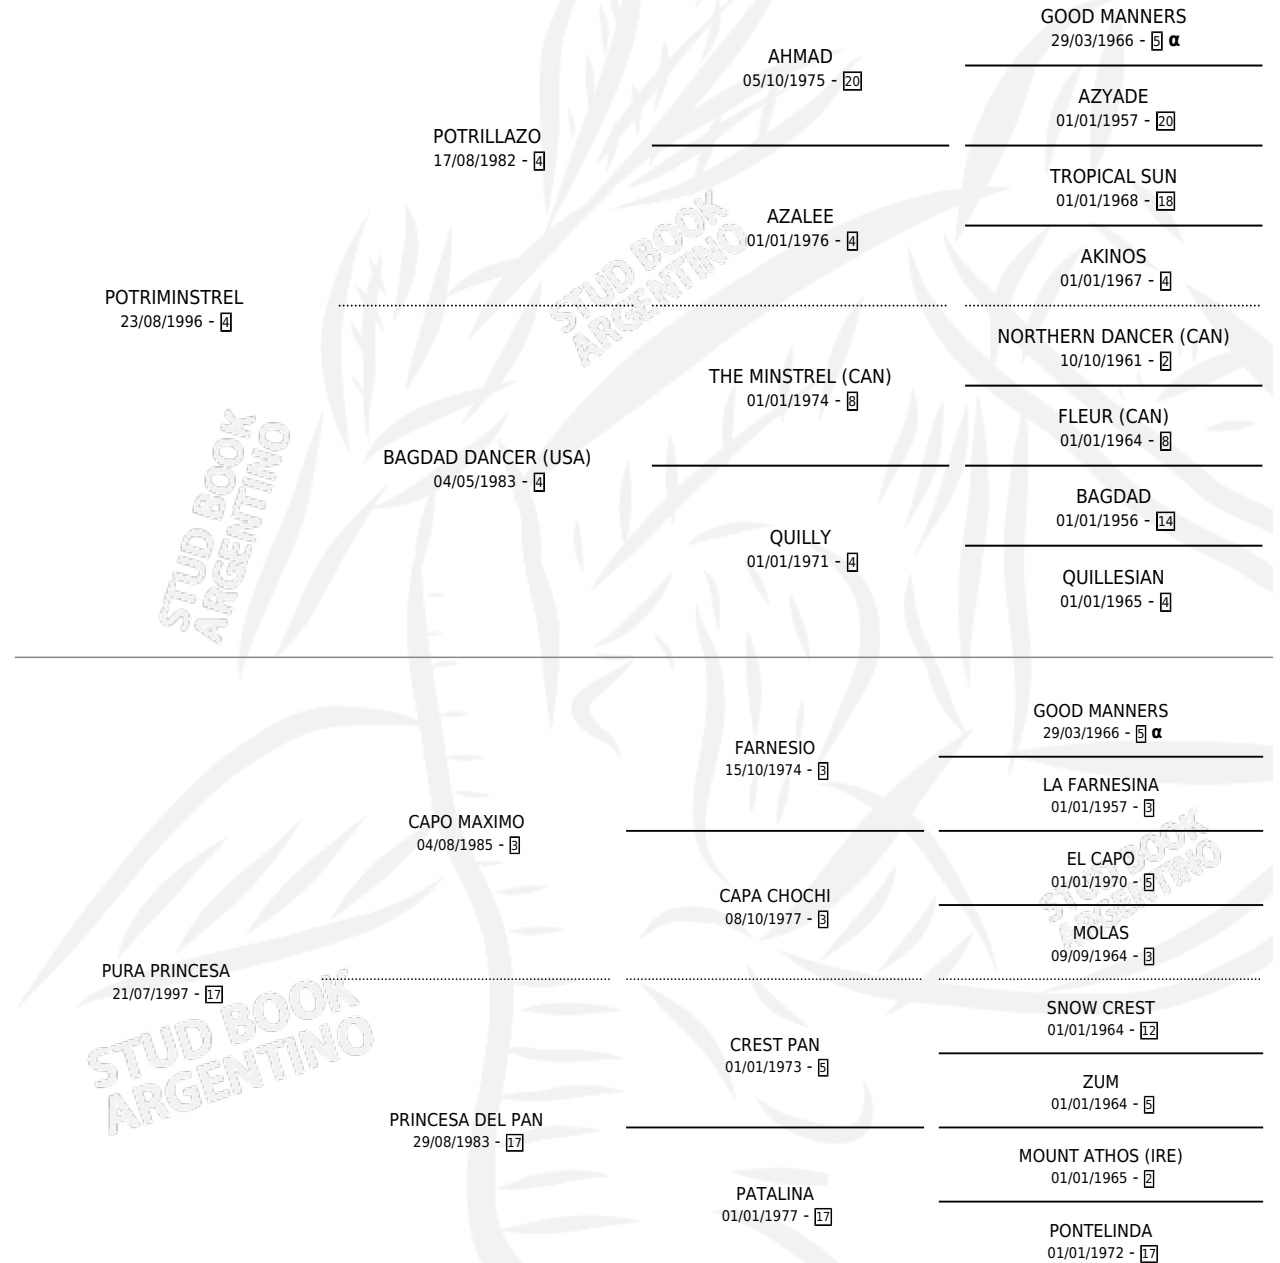 GOOD MANNERS
29/03/1966 - 5 α
AHMAD
05/10/1975 - 20
AZYADE
01/01/1957 - 20
POTRILLAZO
17/08/1982 - 4
TROPICAL SUN
01/01/1968 - 18
AZALEE
01/01/1976 - 4
AKINOS
01/01/1967 - 4
POTRIMINSTREL
23/08/1996 - 4
NORTHERN DANCER (CAN)
10/10/1961 - 2
THE MINSTREL (CAN)
01/01/1974 - 8
FLEUR (CAN)
01/01/1964 - 8
BAGDAD DANCER (USA)
04/05/1983 - 4
BAGDAD
01/01/1956 - 14
QUILLY
01/01/1971 - 4
QUILLESIAN
01/01/1965 - 4
GOOD MANNERS
29/03/1966 - 5 α
FARNESIO
15/10/1974 - 3
LA FARNESINA
01/01/1957 - 3
CAPO MAXIMO
04/08/1985 - 3
EL CAPO
01/01/1970 - 5
CAPA CHOCHI
08/10/1977 - 3
MOLAS
09/09/1964 - 3
PURA PRINCESA
21/07/1997 - 17
SNOW CREST
01/01/1964 - 12
CREST PAN
01/01/1973 - 5
ZUM
01/01/1964 - 5
PRINCESA DEL PAN
29/08/1983 - 17
MOUNT ATHOS (IRE)
01/01/1965 - 2
PATALINA
01/01/1977 - 17
PONTELINDA
01/01/1972 - 17
STUD BOOK
ARGENTINO
STUD BOOK
ARGENTINO
STUD BOOK
ARGENTINO
STUD BOOK
ARGENTINO